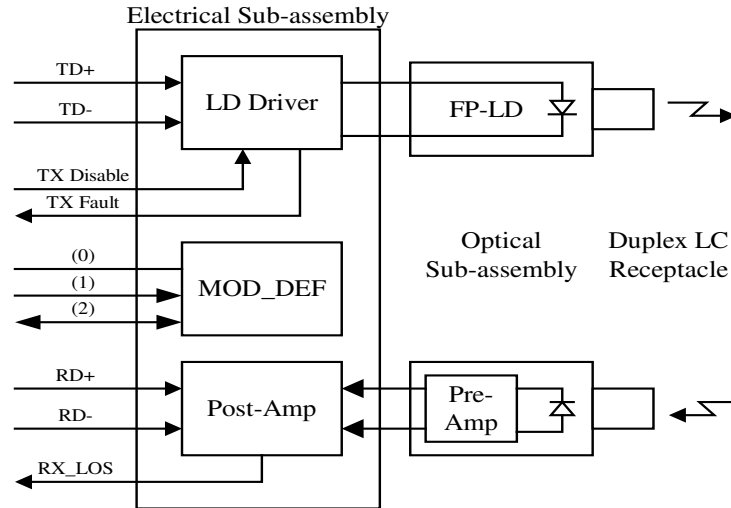 Electrical Sub-assembly
TD+
TD-
LD Driver
FP-LD
TX Disable
TX Fault
(0)
(1)
(2)
MOD_DEF
Optical
Sub-assembly
Duplex LC
Receptacle
RD+
RD-
Post-Amp
Pre-
Amp
RX_LOS